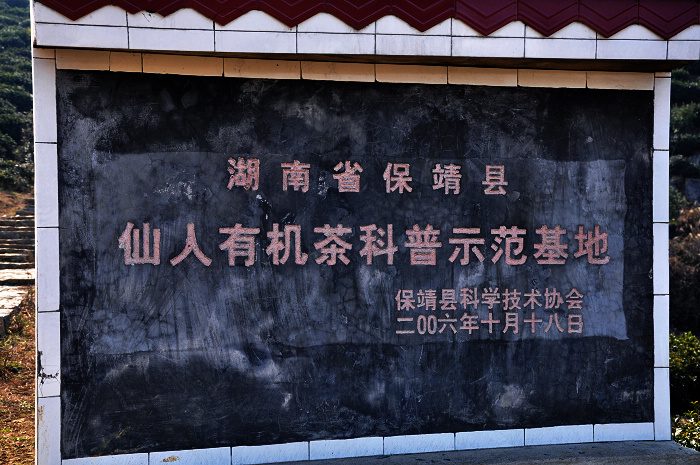 湖南省保靖县
仙人有机茶科普示范基地
保靖县科学技术协会
二00六年十月十八日